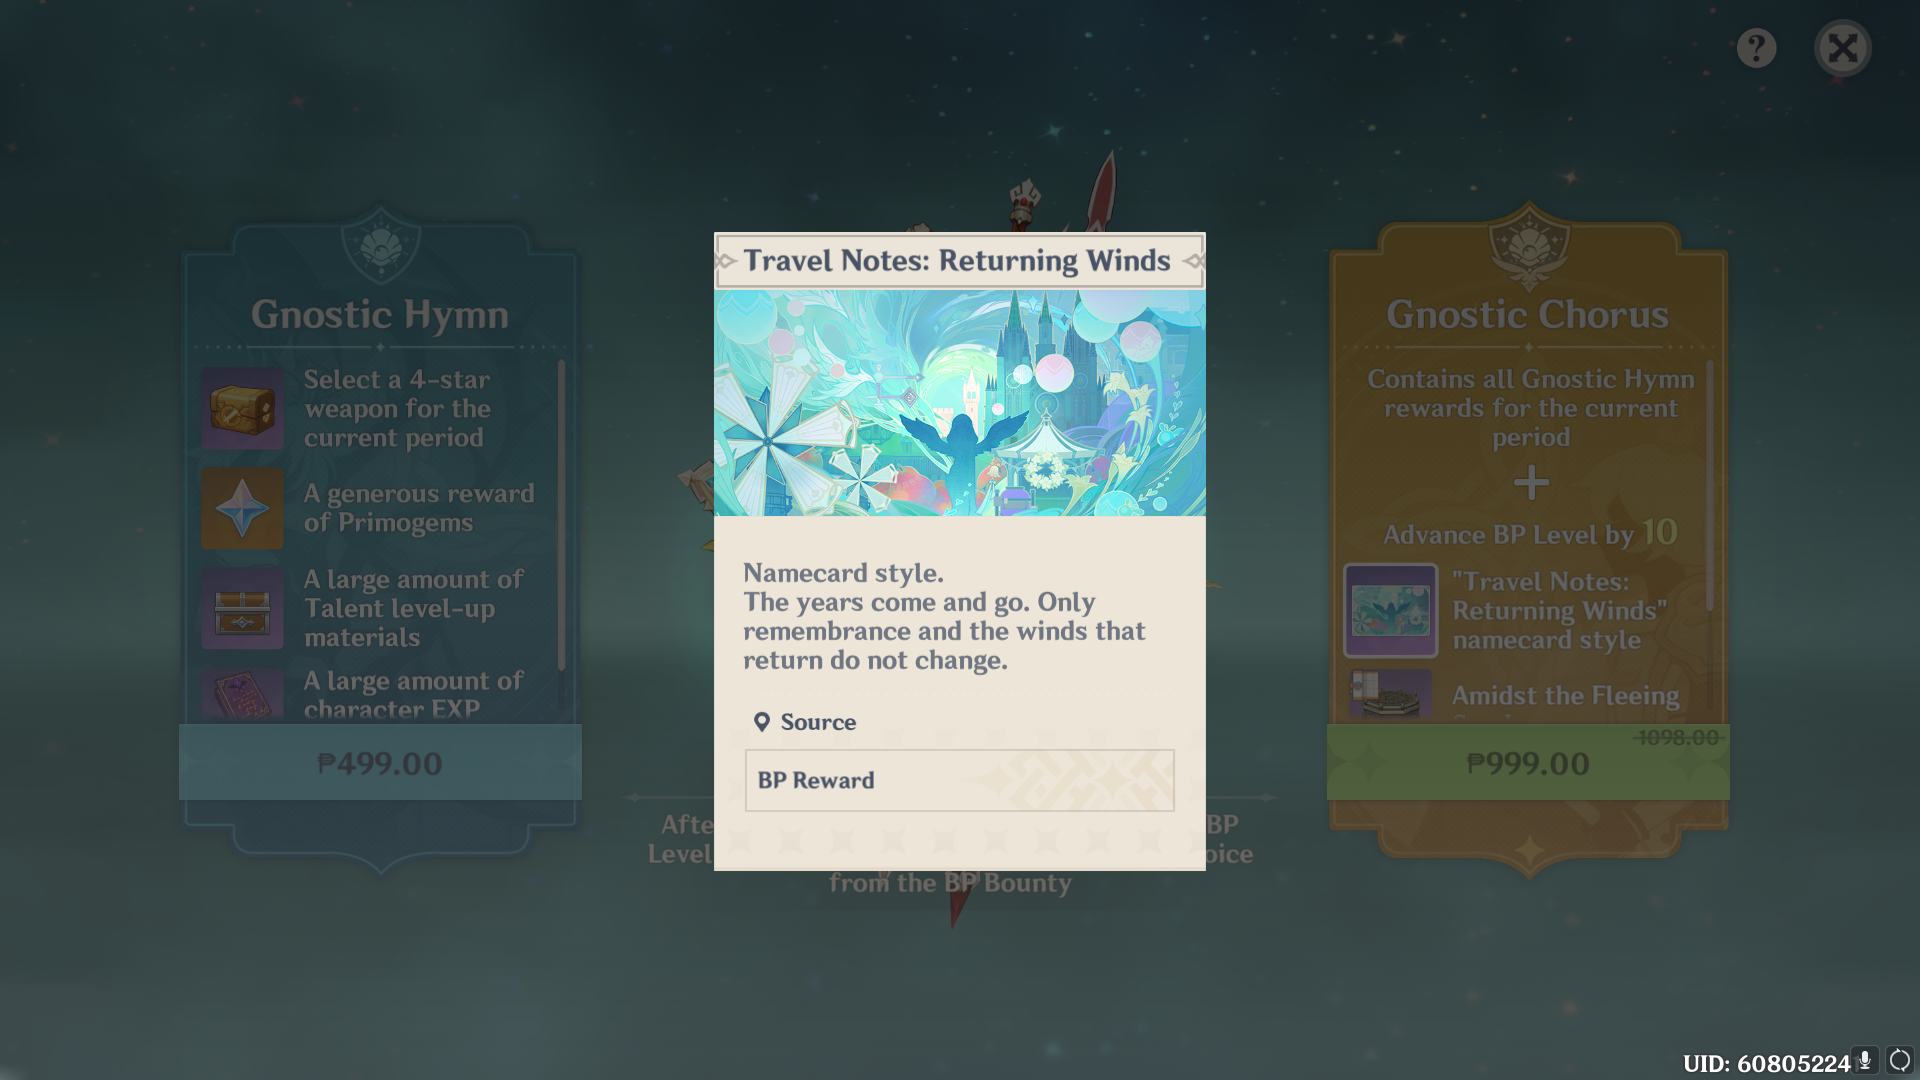 Gnostic Hymn
Select a 4-star
weapon for the
current period
A generous reward
of Primogems
A large amount of
Talent level-up
materials
A large amount of
character EXP
₱499.00
Travel Notes: Returning Winds
Namecard style.
The years come and go. Only
remembrance and the winds that
return do not change.
Source
BP Reward
Afte
BP
Level
oice
from the BP Bounty
Gnostic Chorus
Contains all Gnostic Hymn
rewards for the current
period
+
Advance BP Level by 10
"Travel Notes:
Returning Winds"
namecard style
Amidst the Fleeing
1098.00
₱999.00
?
UID: 608052241